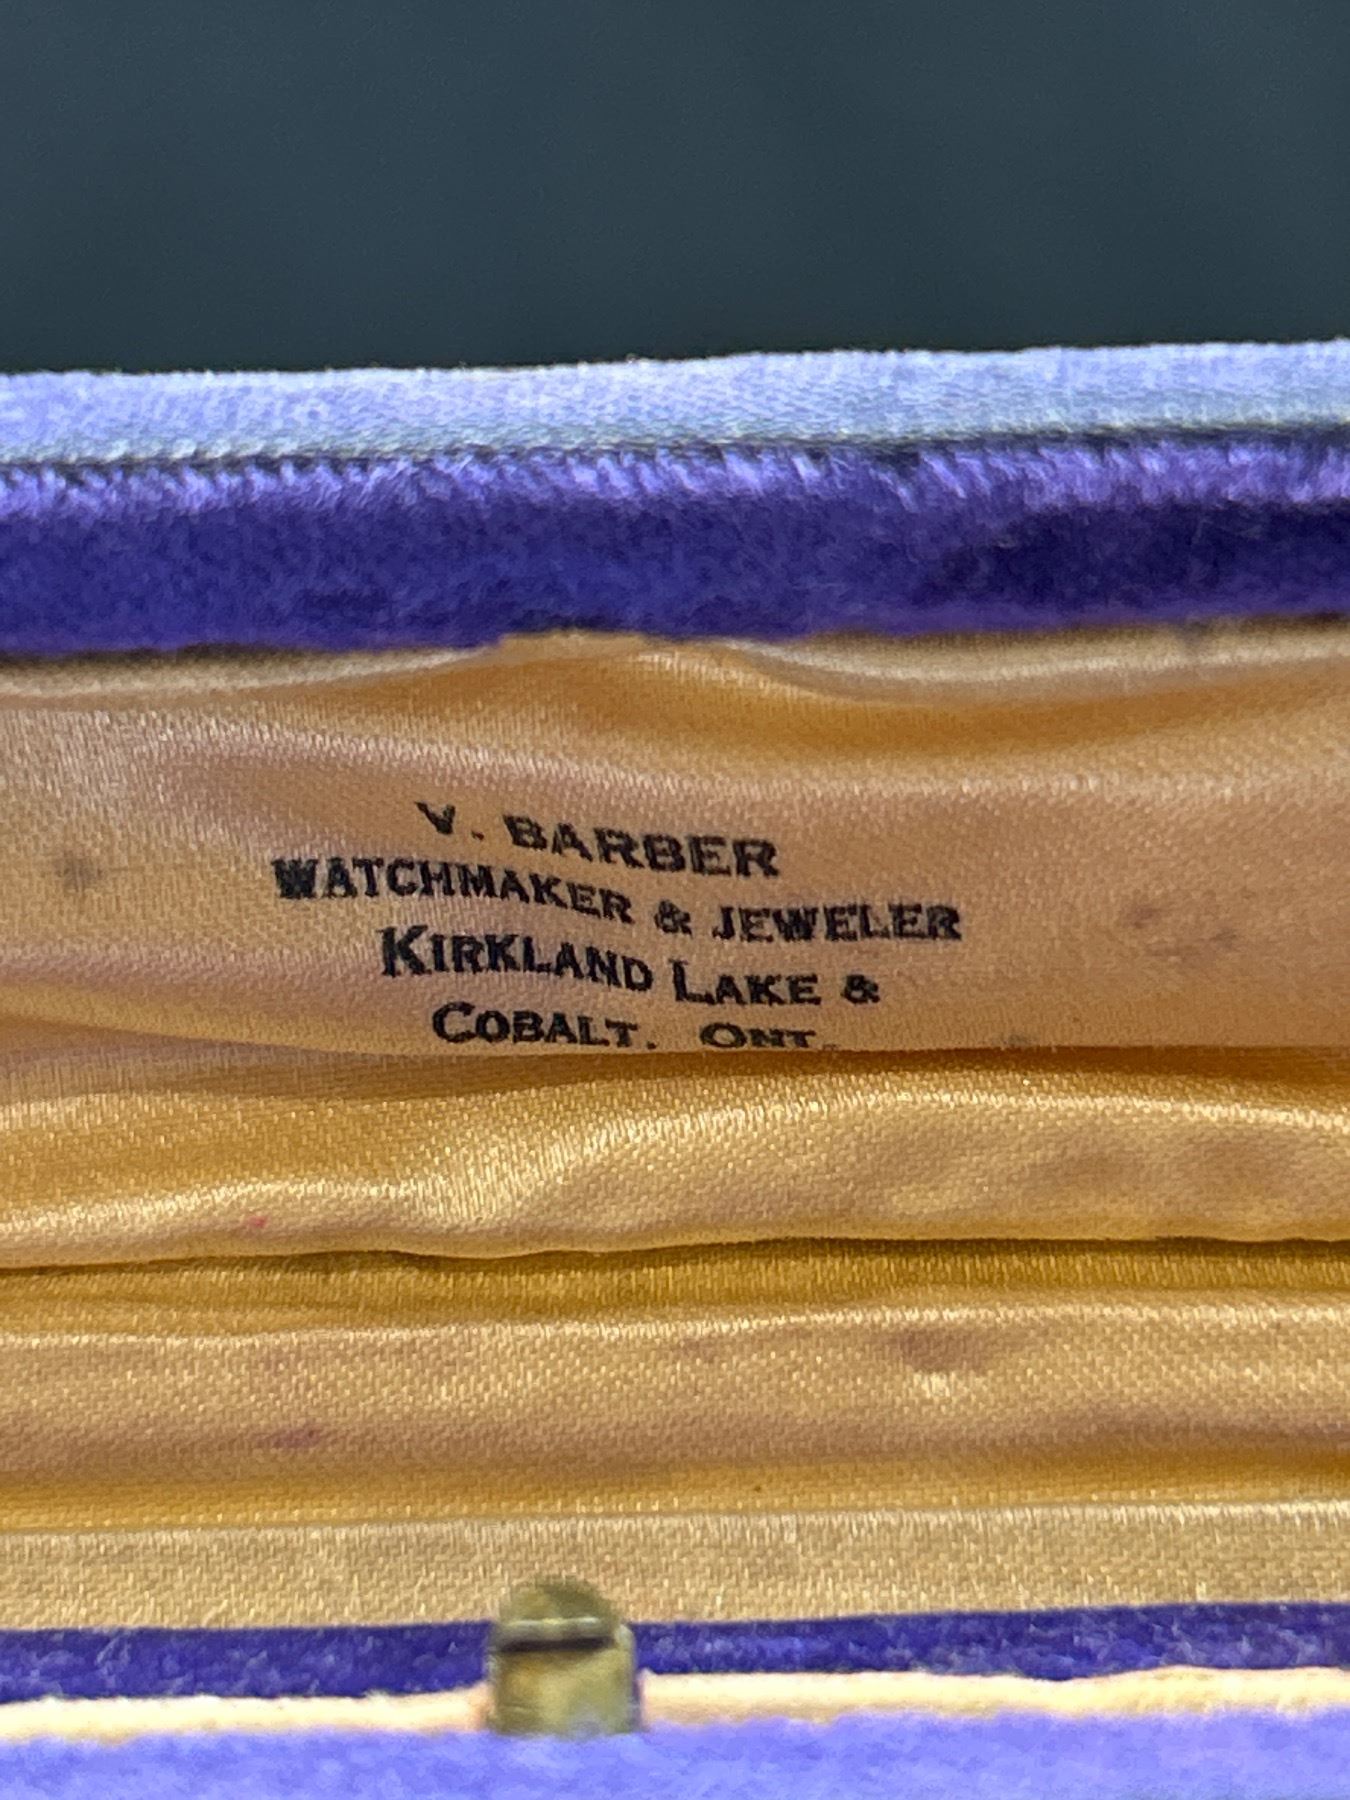 V. BARBER
WATCHMAKER & JEWELER
KIRKLAND LAKE &
COBALT. ONT.